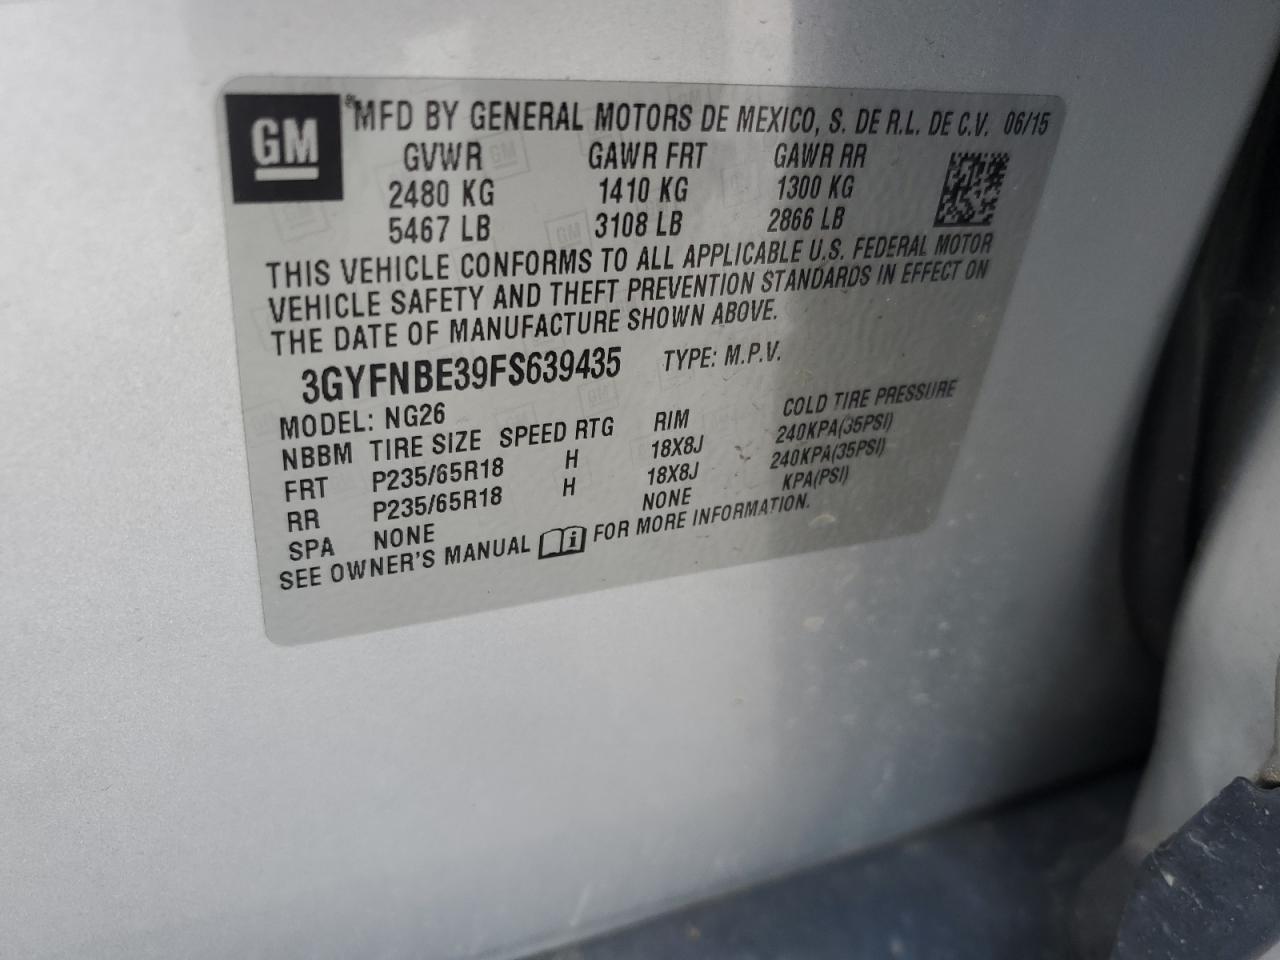 GM
®MFD BY GENERAL MOTORS DE MEXICO, S. DE R.L. DE C.V. 06/15
GVWR GAWR FRT GAWR RR
2480 KG 1410 KG 1300 KG
5467 LB 3108 LB 2866 LB
THIS VEHICLE CONFORMS TO ALL APPLICABLE U.S. FEDERAL MOTOR
VEHICLE SAFETY AND THEFT PREVENTION STANDARDS IN EFFECT ON
THE DATE OF MANUFACTURE SHOWN ABOVE.
3GYFNBE39FS639435 TYPE: M.P.V.
MODEL: NG26
NBBM TIRE SIZE SPEED RTG RIM COLD TIRE PRESSURE
FRT P235/65R18 H 18X8J 240KPA(35PSI)
RR P235/65R18 H 18X8J 240KPA(35PSI)
SPA NONE NONE KPA(PSI)
SEE OWNER'S MANUAL FOR MORE INFORMATION.